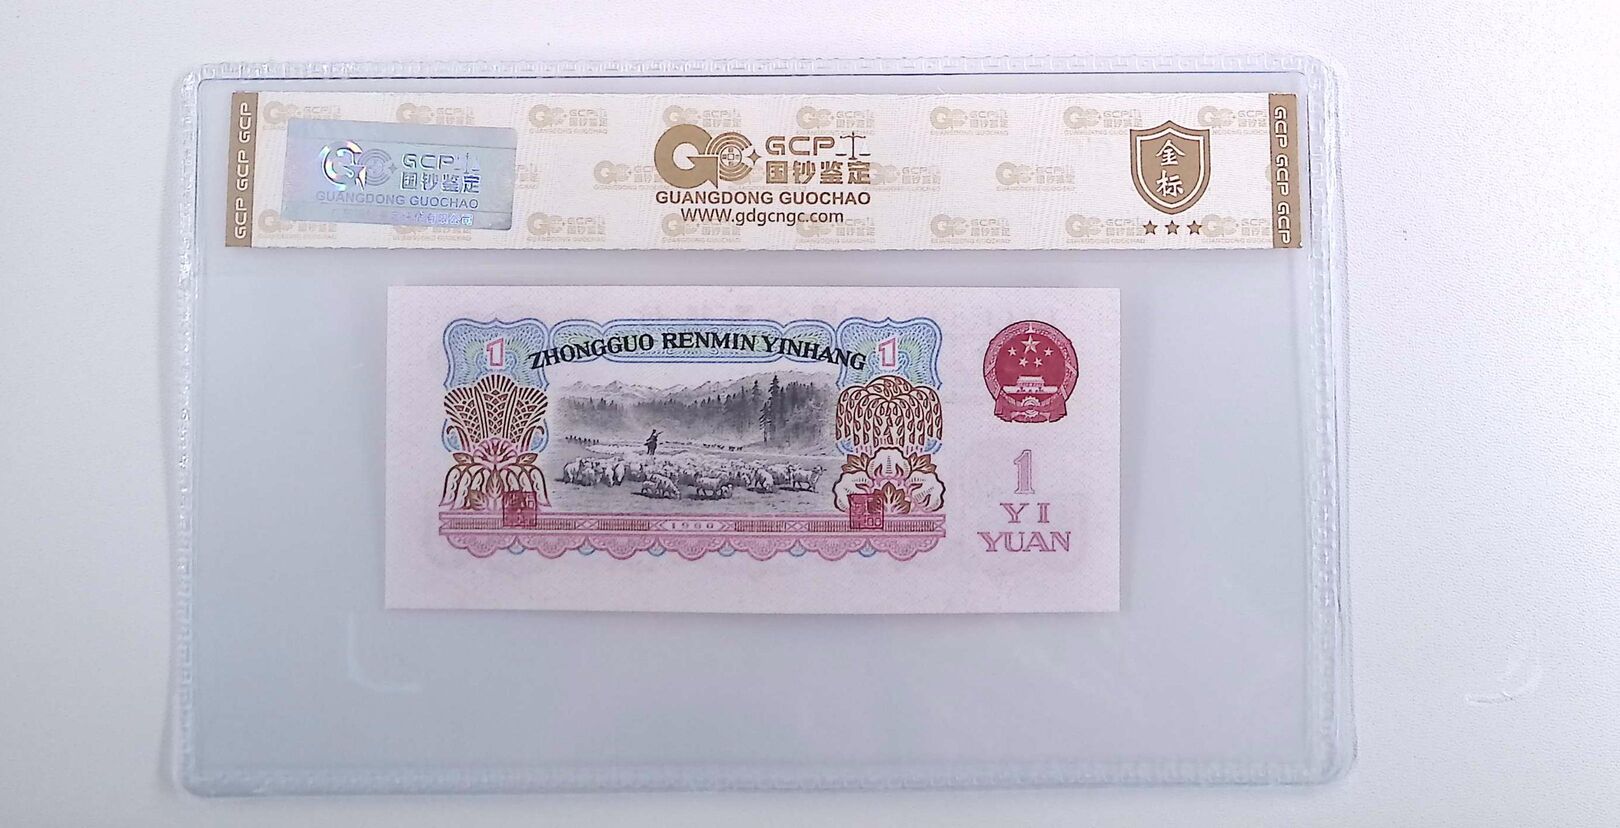 GCP GCP GCP
GCP
国钞鉴定
GUANGDONG GUOCHAO
GCP
国钞鉴定
GUANGDONG GUOCHAO
WWW.gdgcngc.com
金
标
GCP GCP GCP
ZHONGGUO RENMIN YINHANG
1
1
1960
1
YI
YUAN